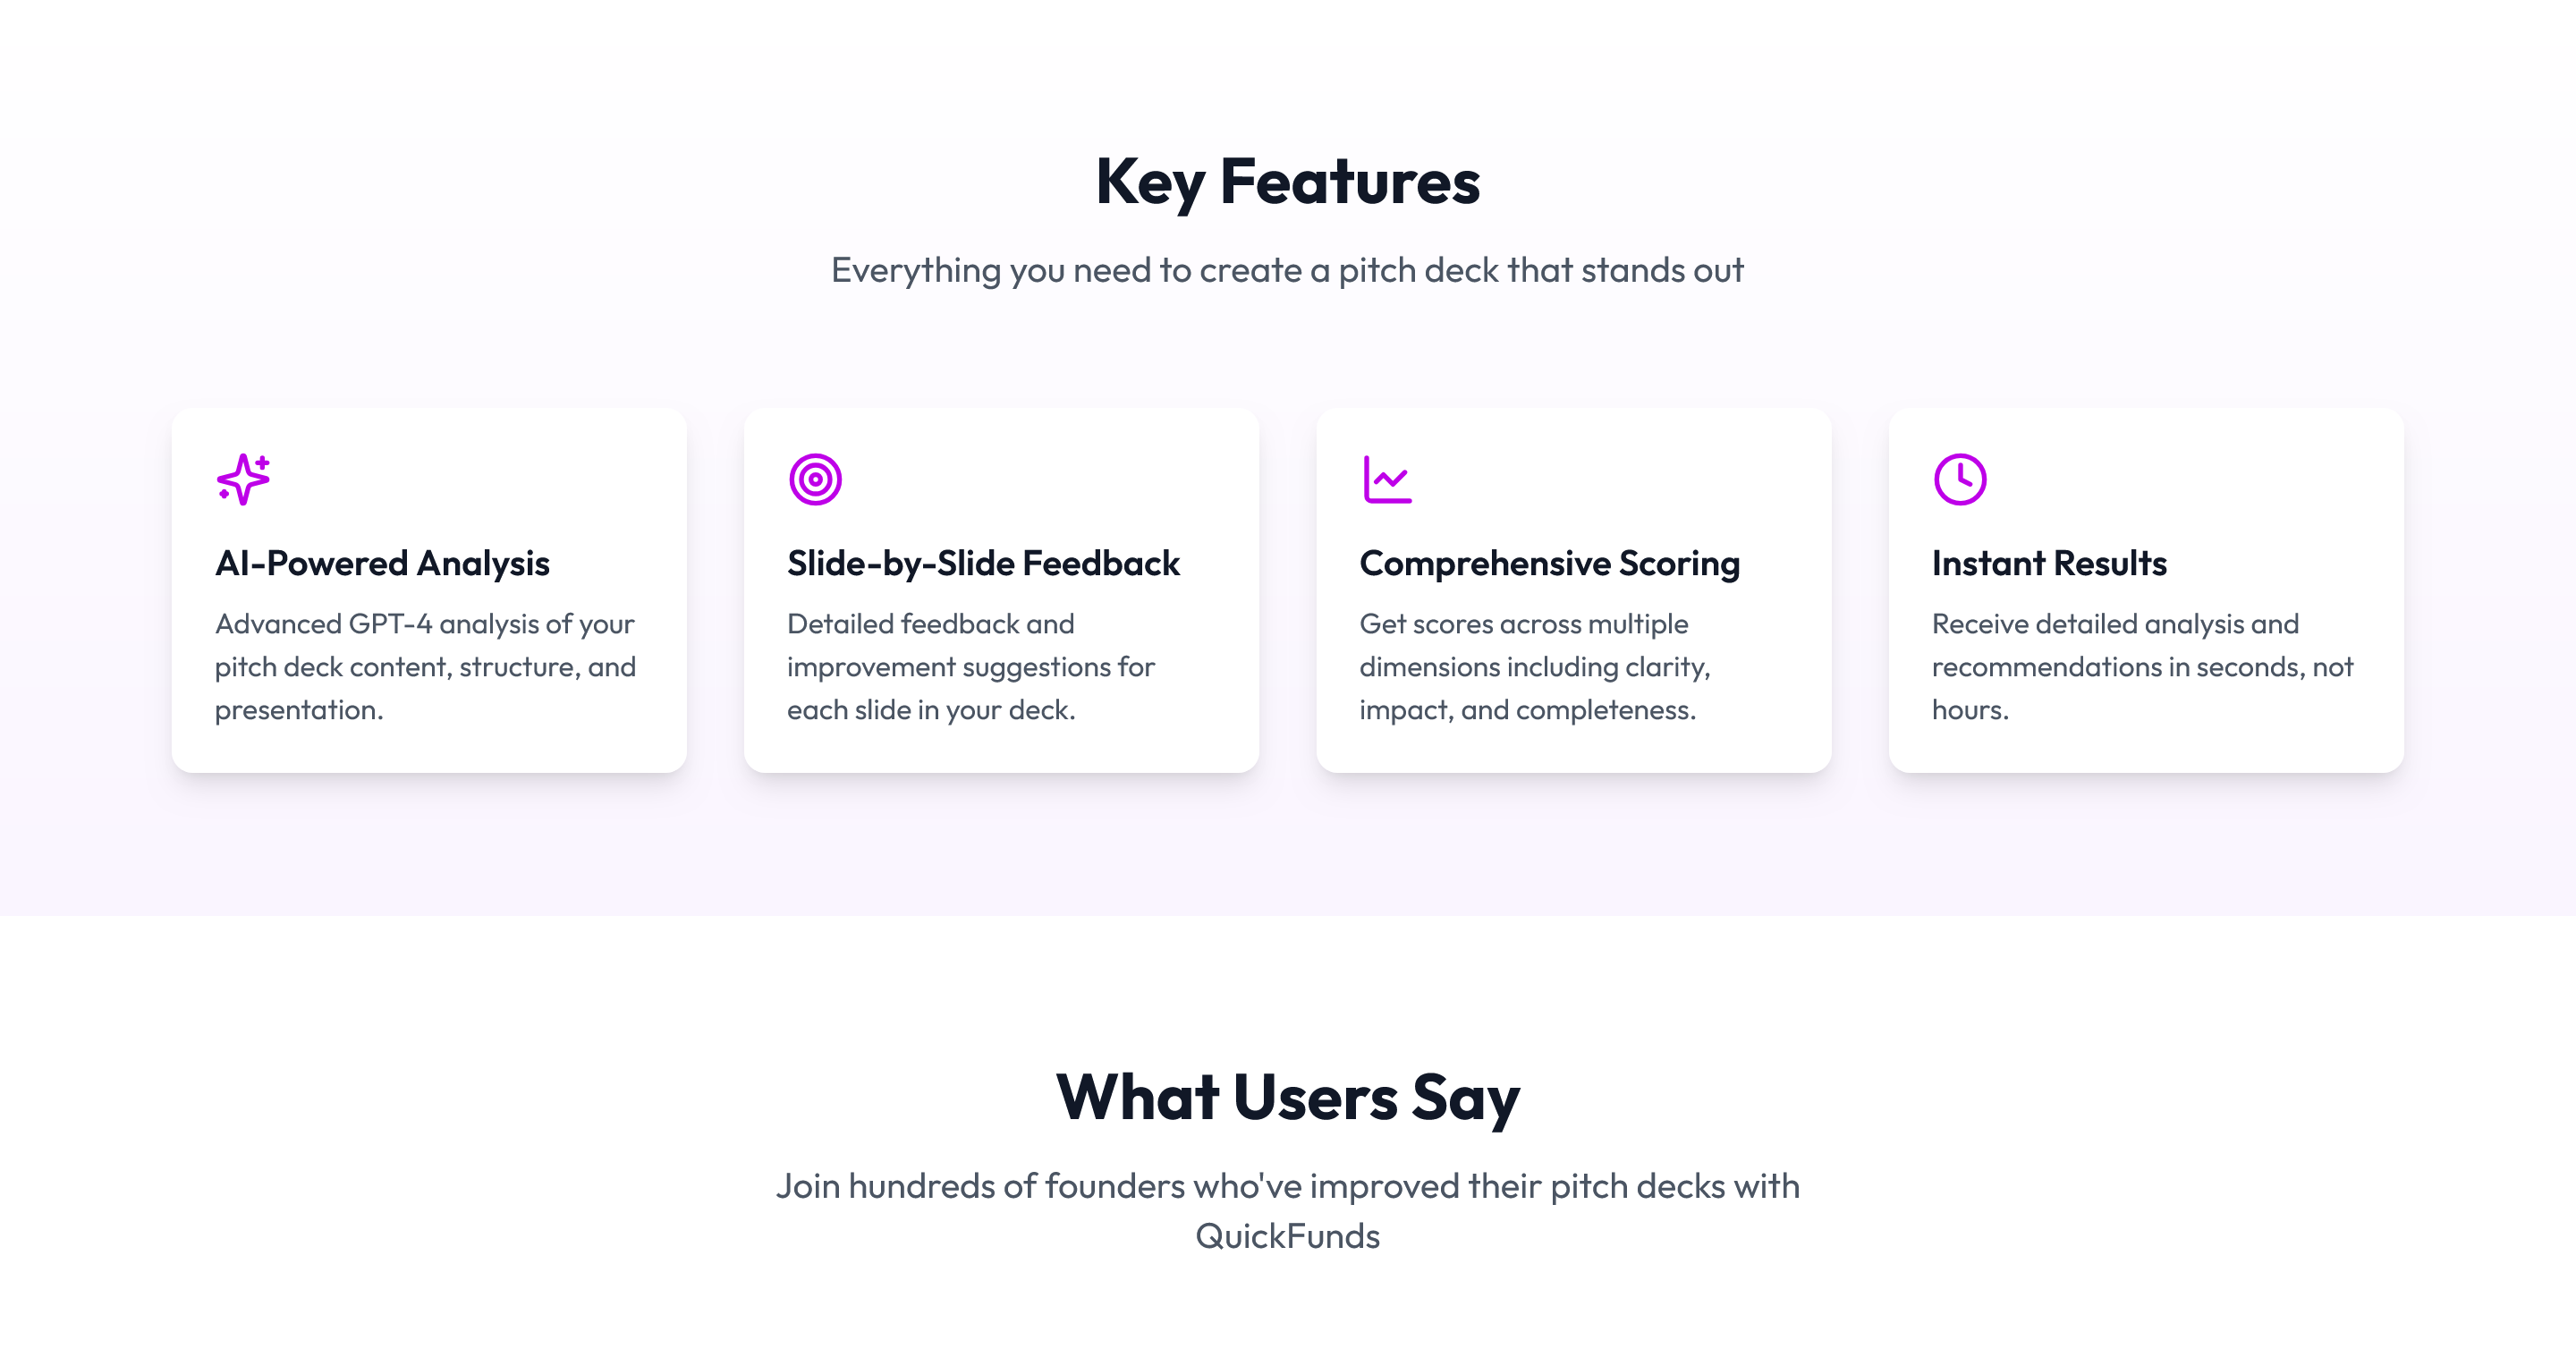 Key Features
Everything you need to create a pitch deck that stands out
AI-Powered Analysis
Advanced GPT-4 analysis of your
pitch deck content, structure, and
presentation.
Slide-by-Slide Feedback
Detailed feedback and
improvement suggestions for
each slide in your deck.
Comprehensive Scoring
Get scores across multiple
dimensions including clarity,
impact, and completeness.
Instant Results
Receive detailed analysis and
recommendations in seconds, not
hours.
What Users Say
Join hundreds of founders who've improved their pitch decks with
QuickFunds